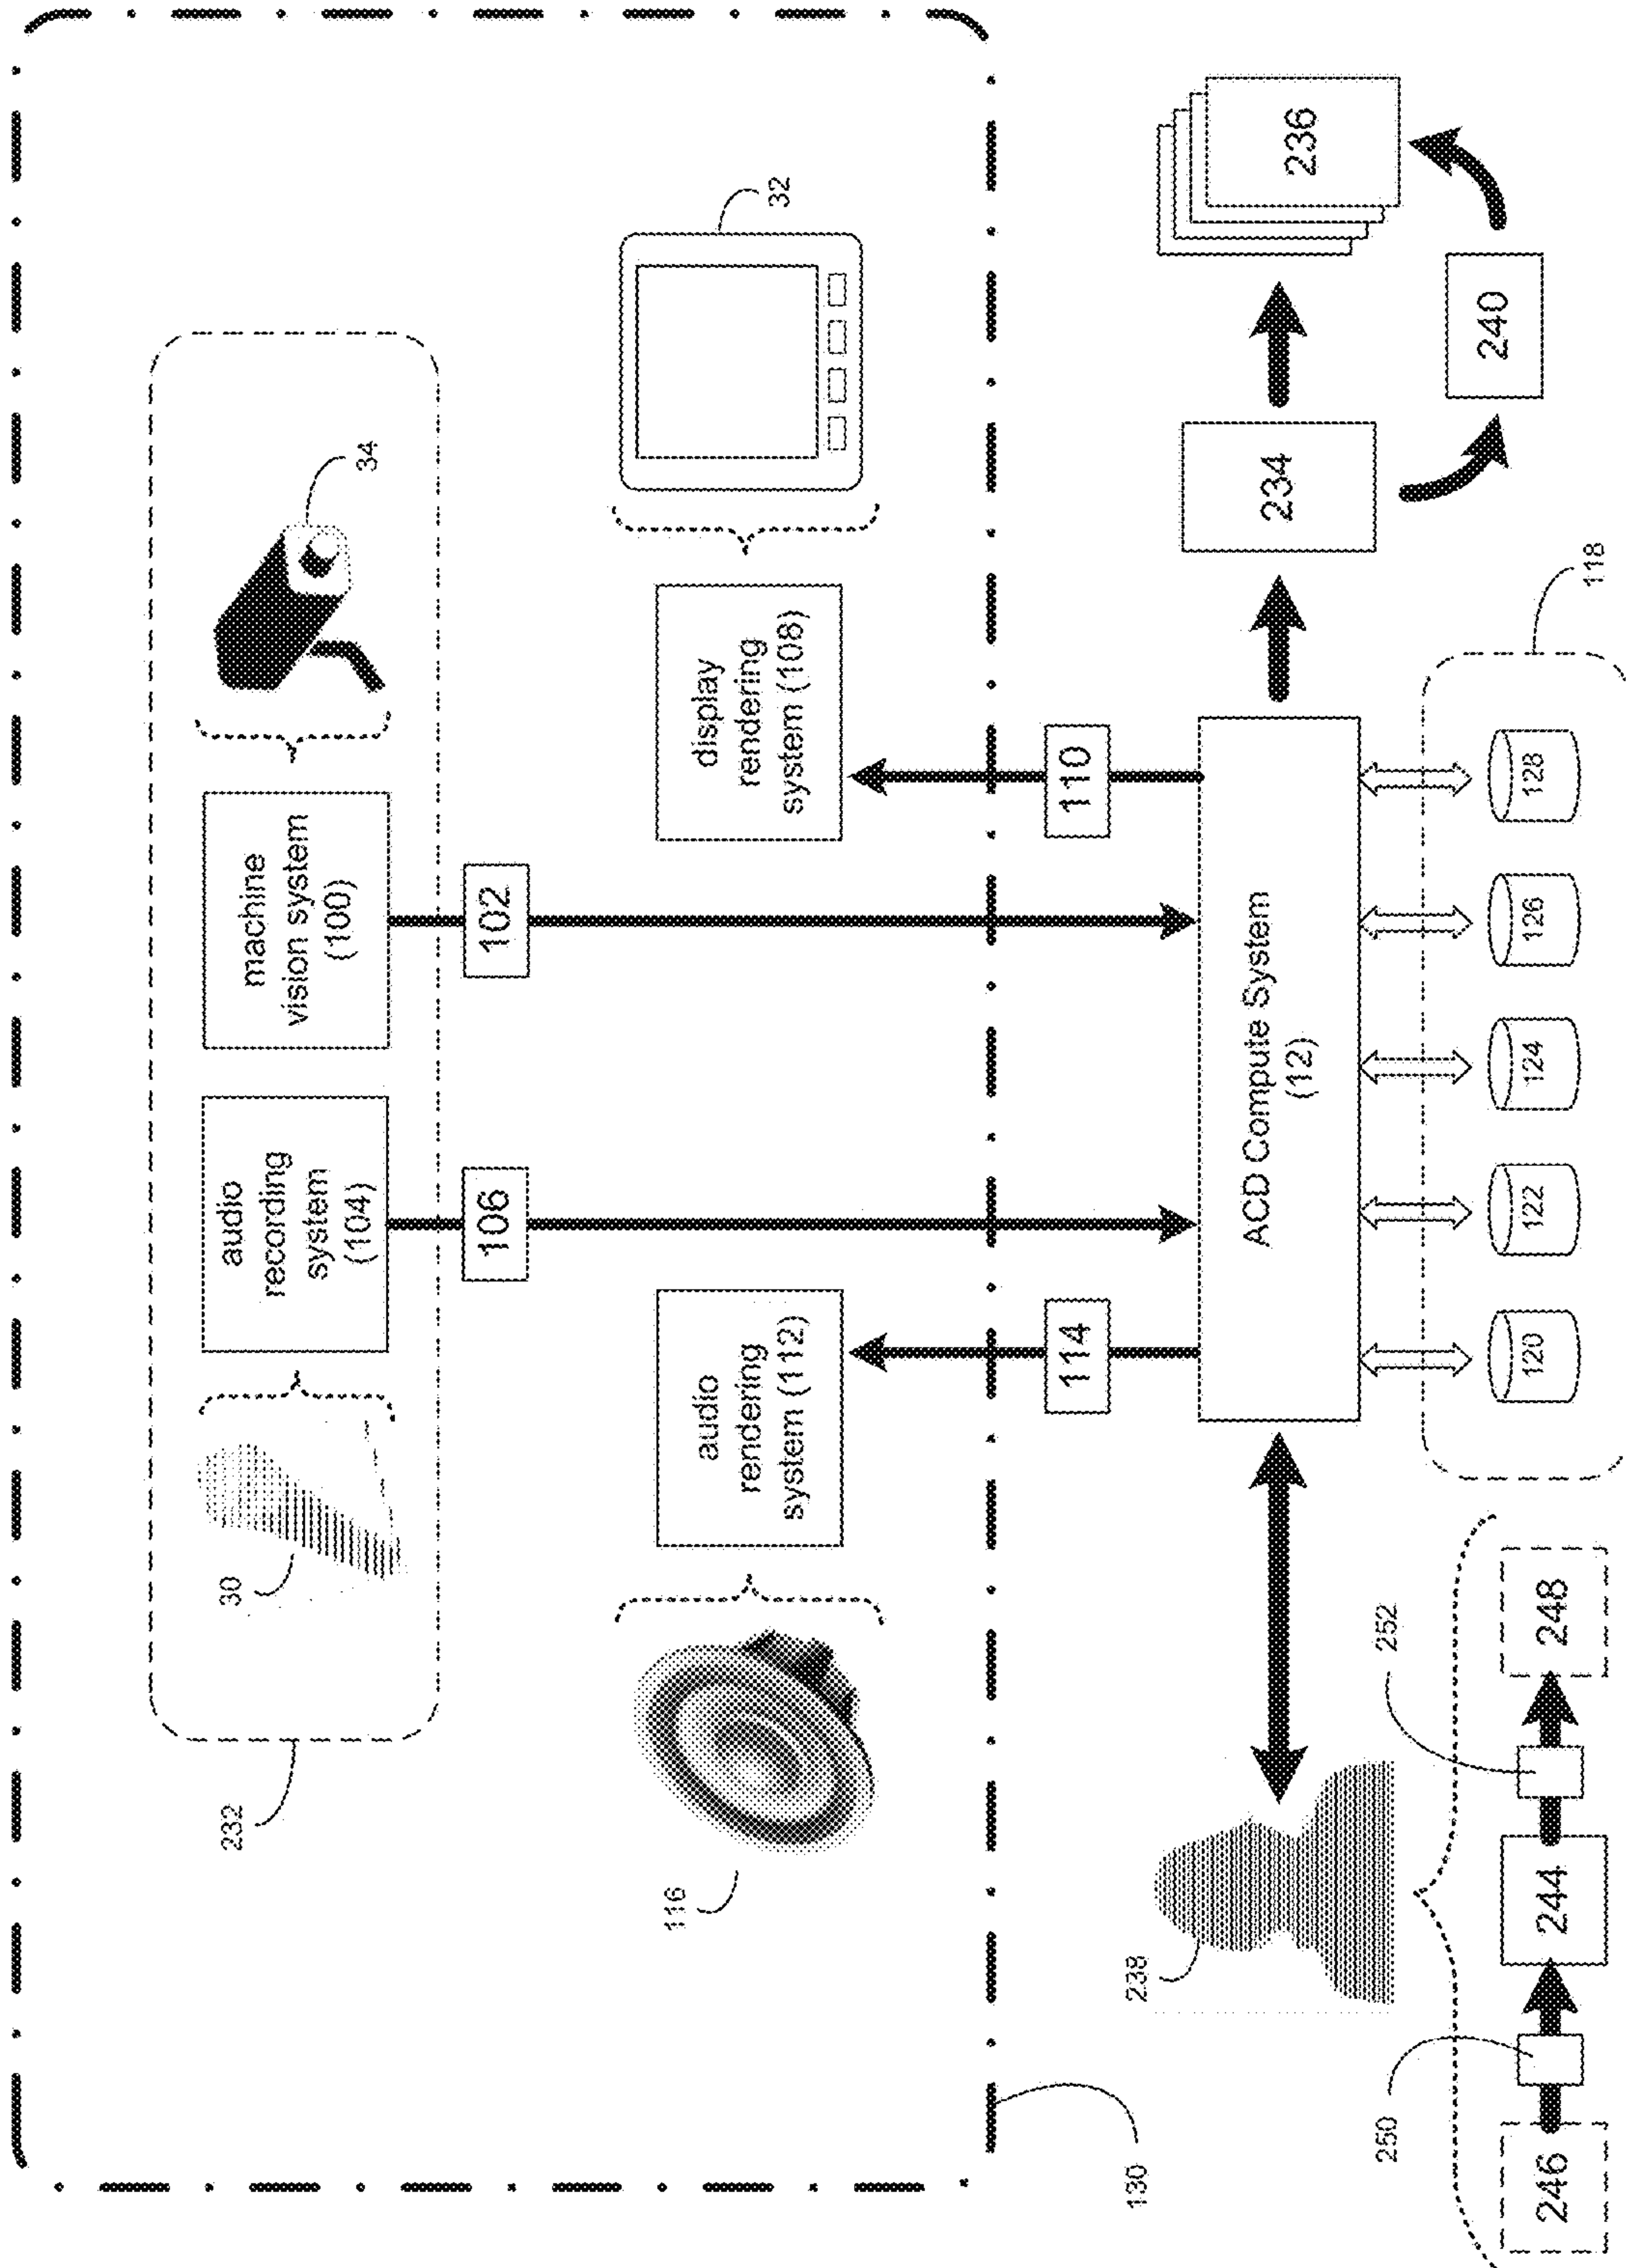 232
30
audio
recording
system
(104)
machine
vision system
(100)
34
106
102
116
audio
rendering
system (112)
display
rendering
system (108)
32
114
110
130
238
ACD Compute System
(12)
234
236
240
250
252
246
244
248
120
122
124
126
128
118